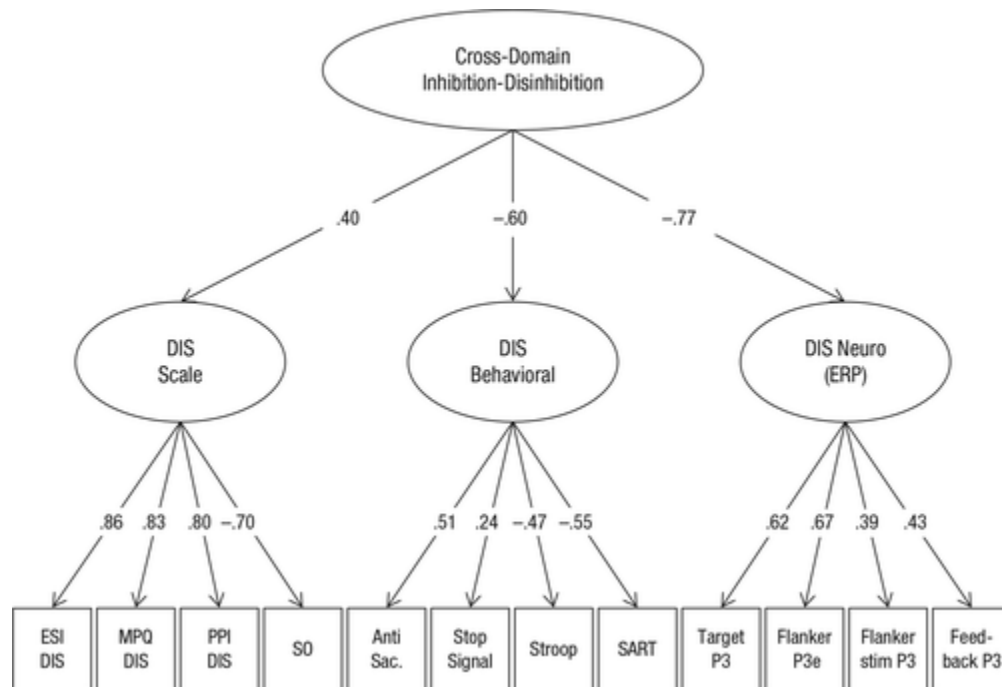 Cross-Domain
Inhibition-Disinhibition
.40
–.60
–.77
DIS
Scale
DIS
Behavioral
DIS Neuro
(ERP)
.86 .83 .80 –.70
.51 .24 –.47 –.55
.62 .67 .39 .43
ESI
DIS
MPQ
DIS
PPI
DIS
SO
Anti
Sac.
Stop
Signal
Stroop
SART
Target
P3
Flanker
P3e
Flanker
stim P3
Feed-
back P3